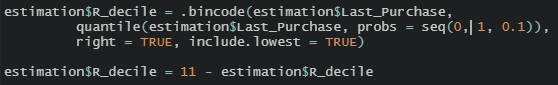 estimation$R_decile = .bincode(estimation$Last_Purchase,
quantile(estimation$Last_Purchase, probs = seq(0, 1, 0.1)),
right = TRUE, include.lowest = TRUE)
estimation$R_decile = 11 - estimation$R_decile